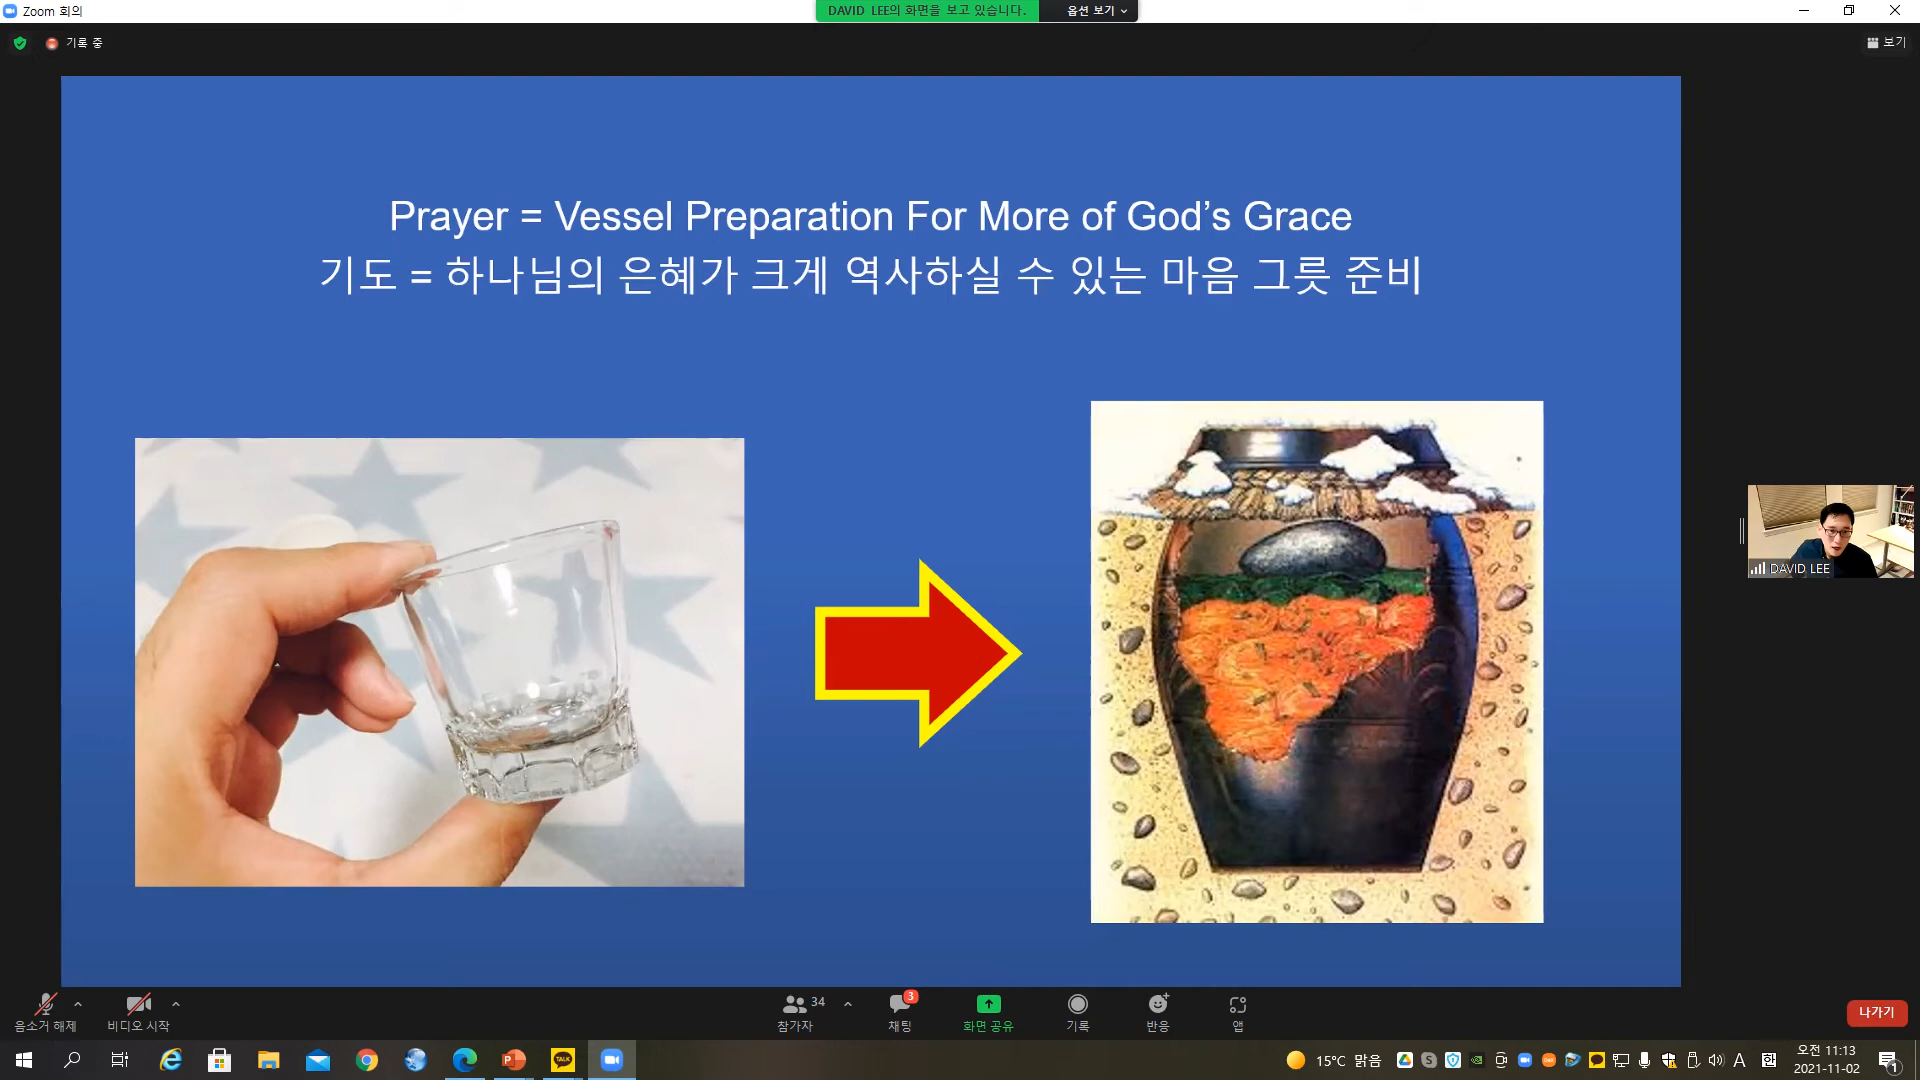 Zoom 회의
DAVID LEE의 화면을 보고 있습니다.
옵션 보기
기록 중
보기
Prayer = Vessel Preparation For More of God’s Grace
기도 = 하나님의 은혜가 크게 역사하실 수 있는 마음 그릇 준비
DAVID LEE
음소거 해제
비디오 시작
34
참가자
3
채팅
화면 공유
기록
반응
앱
나가기
TALK
15°C 맑음
A
오전 11:13
2021-11-02
1